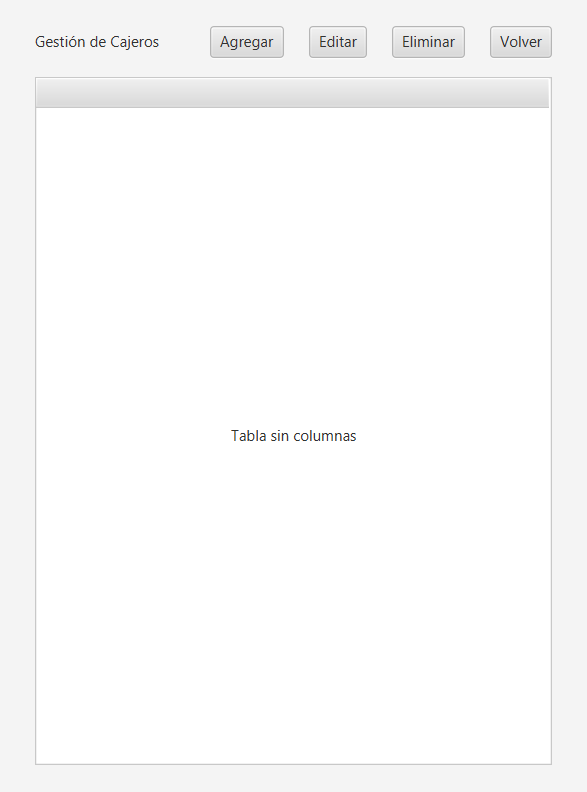 Gestión de Cajeros Agregar Editar Eliminar Volver
Tabla sin columnas